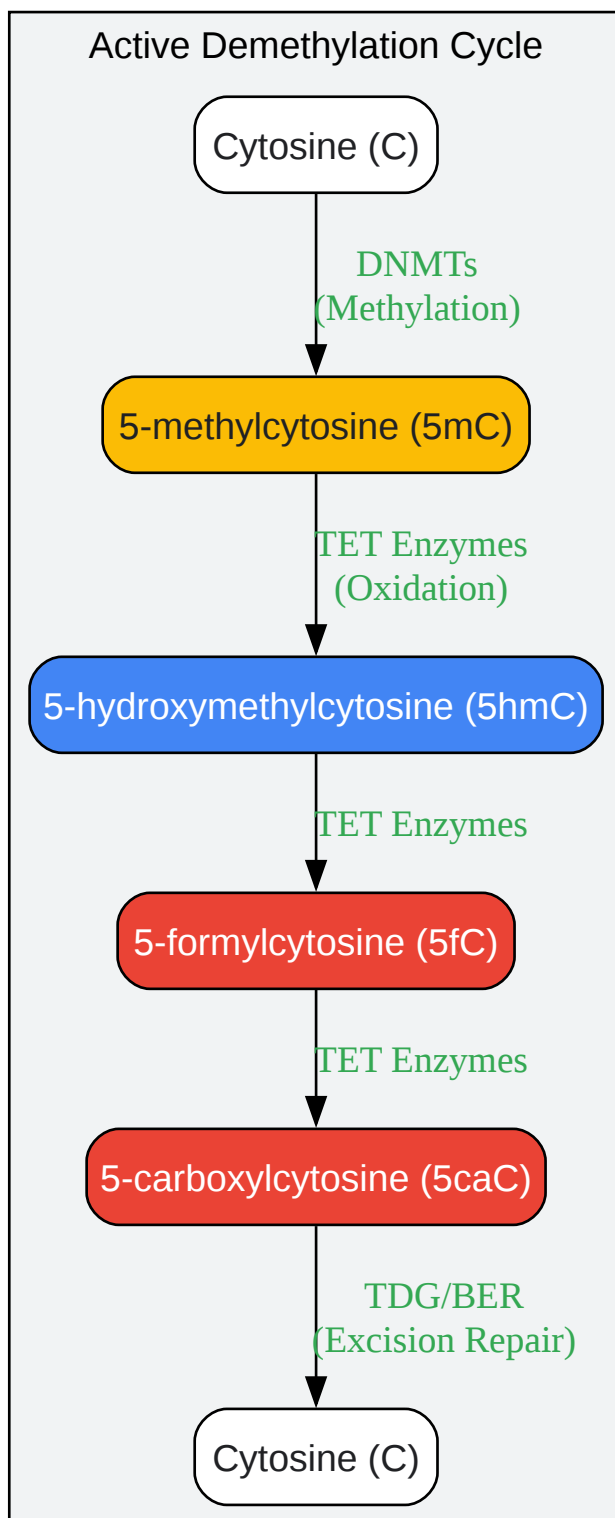 Active Demethylation Cycle
Cytosine (C)
DNMTs
(Methylation)
5-methylcytosine (5mC)
TET Enzymes
(Oxidation)
5-hydroxymethylcytosine (5hmC)
TET Enzymes
5-formylcytosine (5fC)
TET Enzymes
5-carboxylcytosine (5caC)
TDG/BER
(Excision Repair)
Cytosine (C)